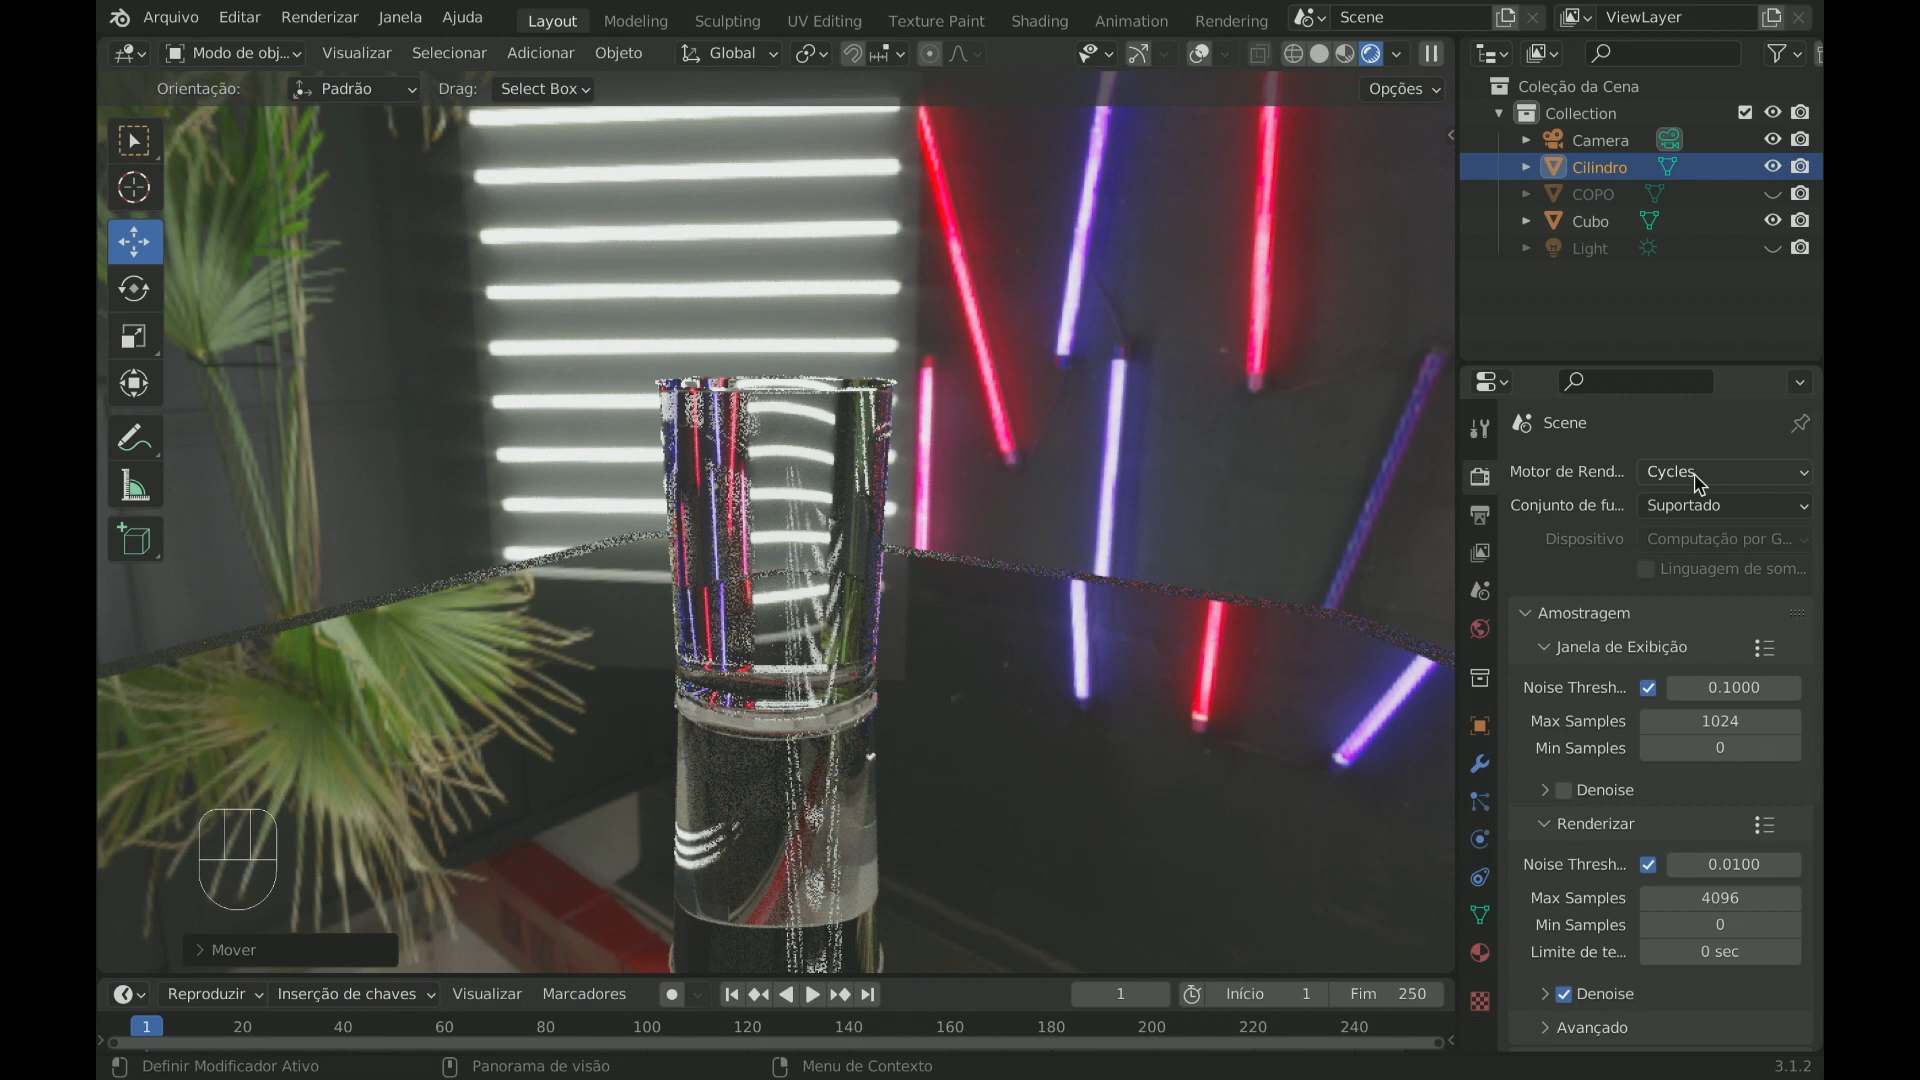 Arquivo Editar Renderizar Janela Ajuda Layout Modeling Sculpting UV Editing Texture Paint Shading Animation Rendering Scene ViewLayer
Modo de obj... Visualizar Selecionar Adicionar Objeto Global
Orientação: Padrão Drag: Select Box Opções
Coleção da Cena
Collection
Camera
Cilindro
COPO
Cubo
Light
Scene
Motor de Rend... Cycles
Conjunto de fu... Suportado
Dispositivo Computação por G...
Linguagem de som...
Amostragem
Janela de Exibição
Noise Thresh... 0.1000
Max Samples 1024
Min Samples 0
Denoise
Renderizar
Noise Thresh... 0.0100
Max Samples 4096
Min Samples 0
Limite de te... 0 sec
Denoise
Avançado
Mover
Reproduzir Inserção de chaves Visualizar Marcadores 1 Início 1 Fim 250
1 20 40 60 80 100 120 140 160 180 200 220 240
Definir Modificador Ativo Panorama de visão Menu de Contexto 3.1.2